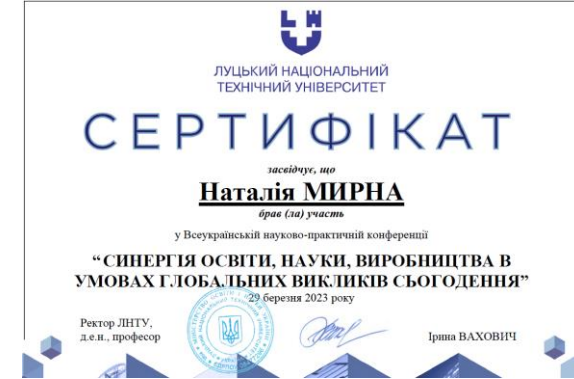 ЛУЦЬКИЙ НАЦІОНАЛЬНИЙ
ТЕХНІЧНИЙ УНІВЕРСИТЕТ
СЕРТИФІКАТ
засвідчує, що
Наталія МИРНА
брав (ла) участь
у Всеукраїнській науково-практичній конференції
“СИНЕРГІЯ ОСВІТИ, НАУКИ, ВИРОБНИЦТВА В
УМОВАХ ГЛОБАЛЬНИХ ВИКЛИКІВ СЬОГОДЕННЯ”
29 березня 2023 року
Ректор ЛНТУ,
д.е.н., професор
Ірина ВАХОВИЧ